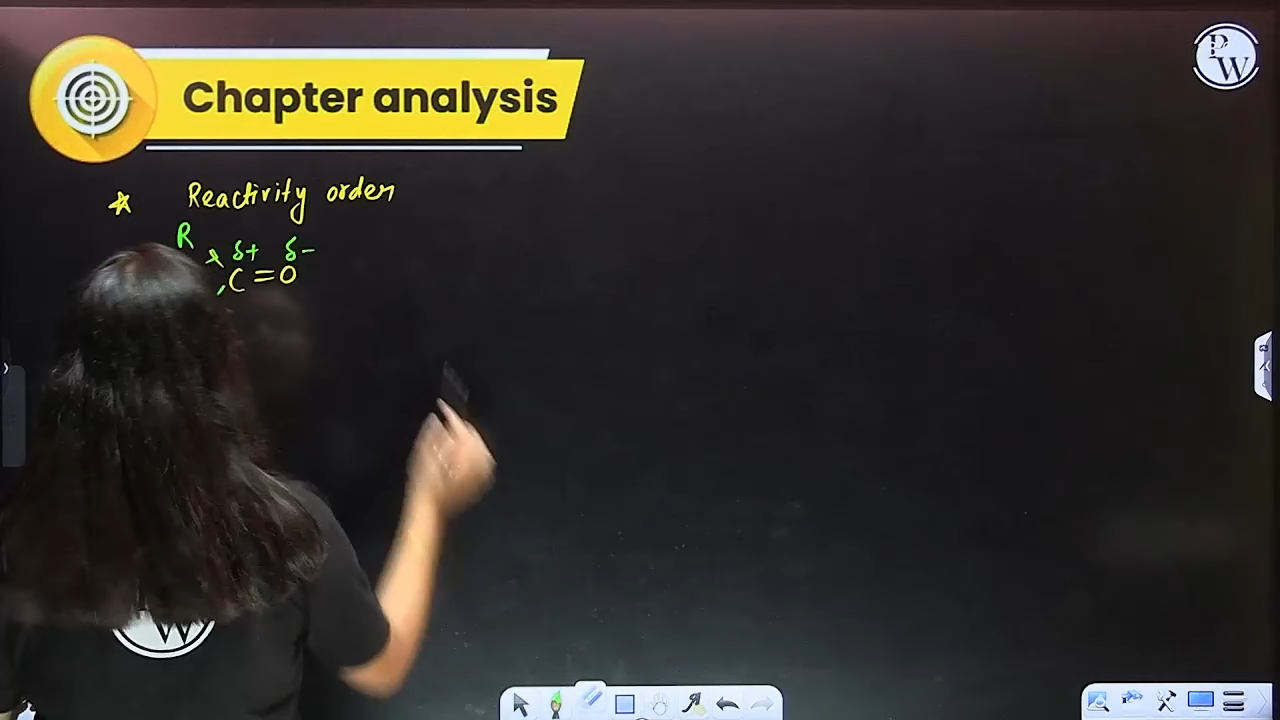 Chapter analysis
PW
Reactivity order
R
δ+ δ-
C=O
W